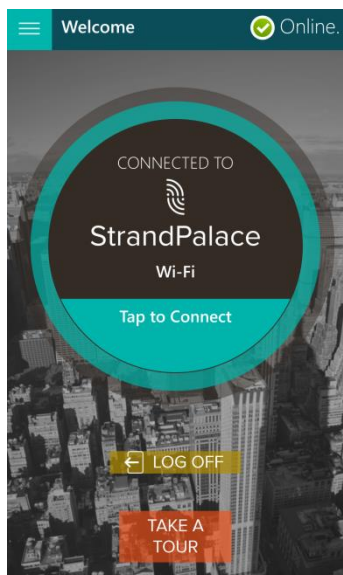 Welcome
Online.
CONNECTED TO
StrandPalace
Wi-Fi
Tap to Connect
LOG OFF
TAKE A
TOUR